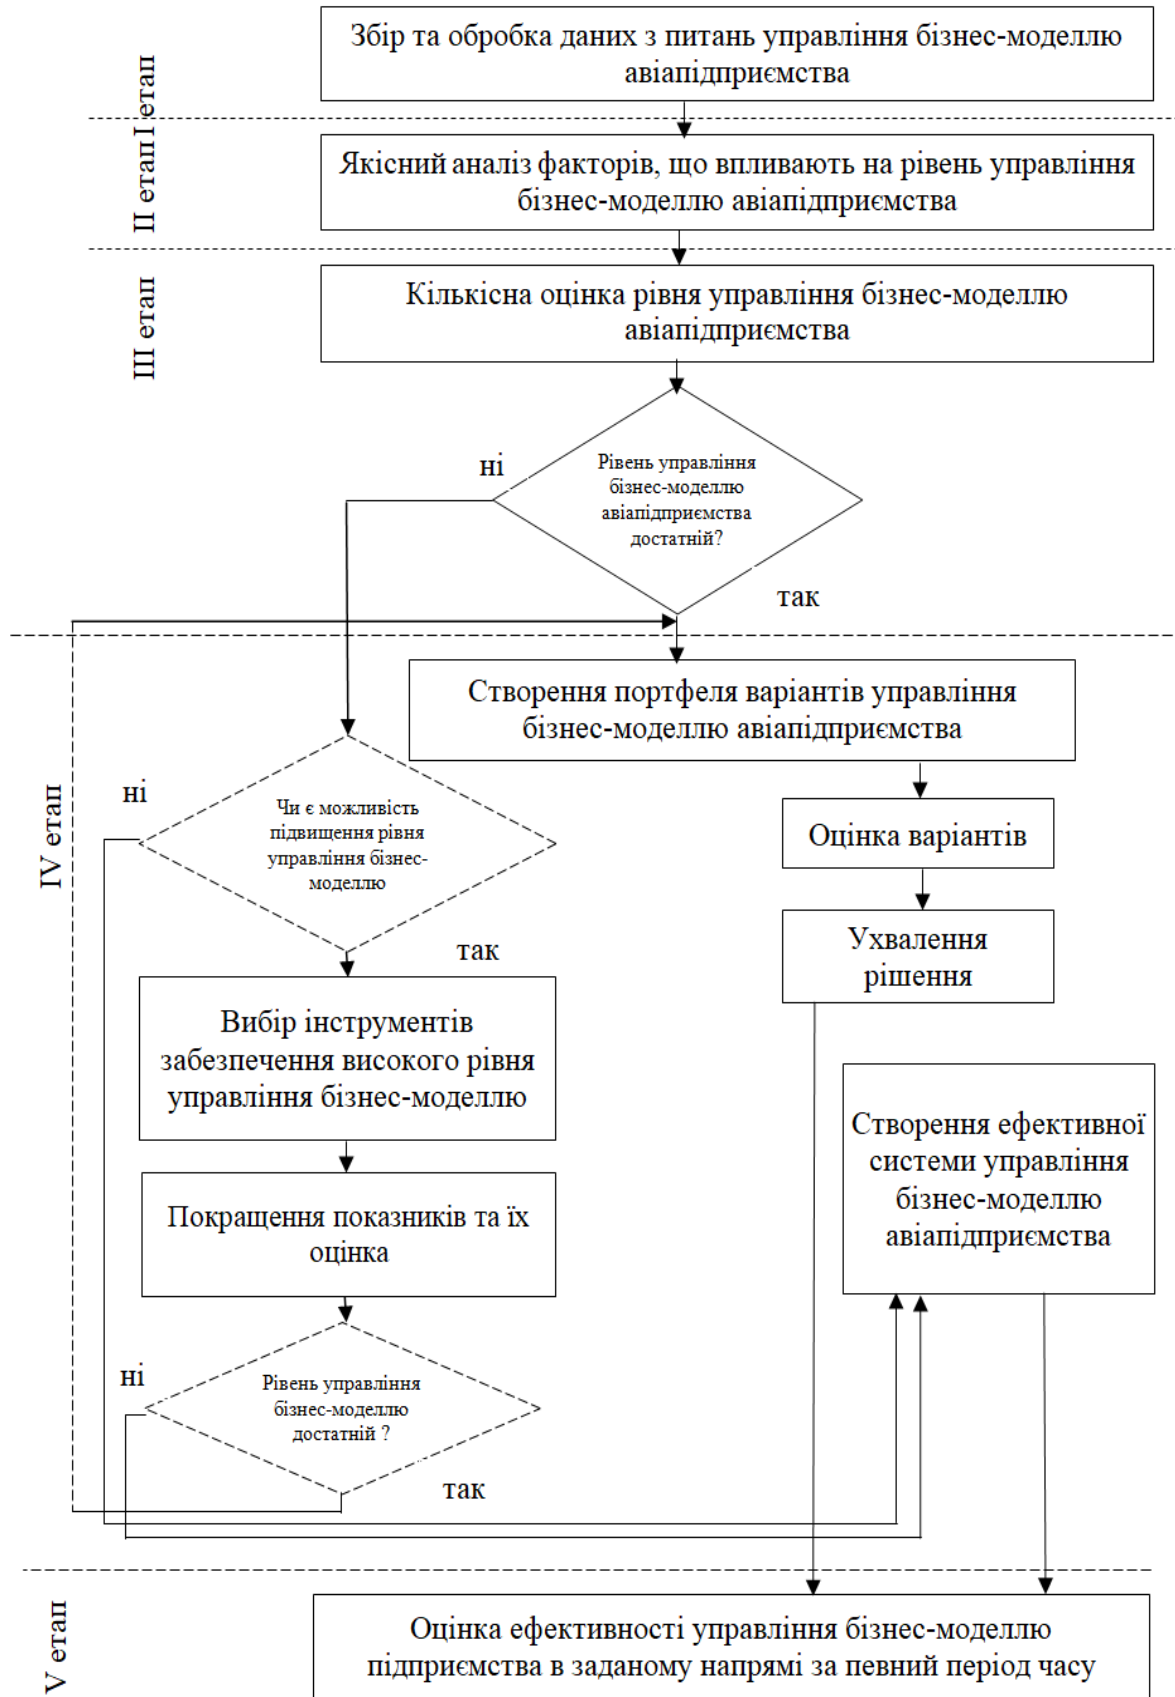 Збір та обробка даних з питань управління бізнес-моделлю
авіапідприємства
І етап
Якісний аналіз факторів, що впливають на рівень управління
бізнес-моделлю авіапідприємства
ІІ етап
Кількісна оцінка рівня управління бізнес-моделлю
авіапідприємства
ІІІ етап
Рівень управління
бізнес-моделлю
авіапідприємства
достатній?
ні
так
Створення портфеля варіантів управління
бізнес-моделлю авіапідприємства
ні
Чи є можливість
підвищення рівня
управління бізнес-
моделлю
так
Оцінка варіантів
IV етап
Ухвалення
рішення
Вибір інструментів
забезпечення високого рівня
управління бізнес-моделлю
Створення ефективної
системи управління
бізнес-моделлю
авіапідприємства
Покращення показників та їх
оцінка
ні
Рівень управління
бізнес-моделлю
достатній ?
так
V етап
Оцінка ефективності управління бізнес-моделлю
підприємства в заданому напрямі за певний період часу